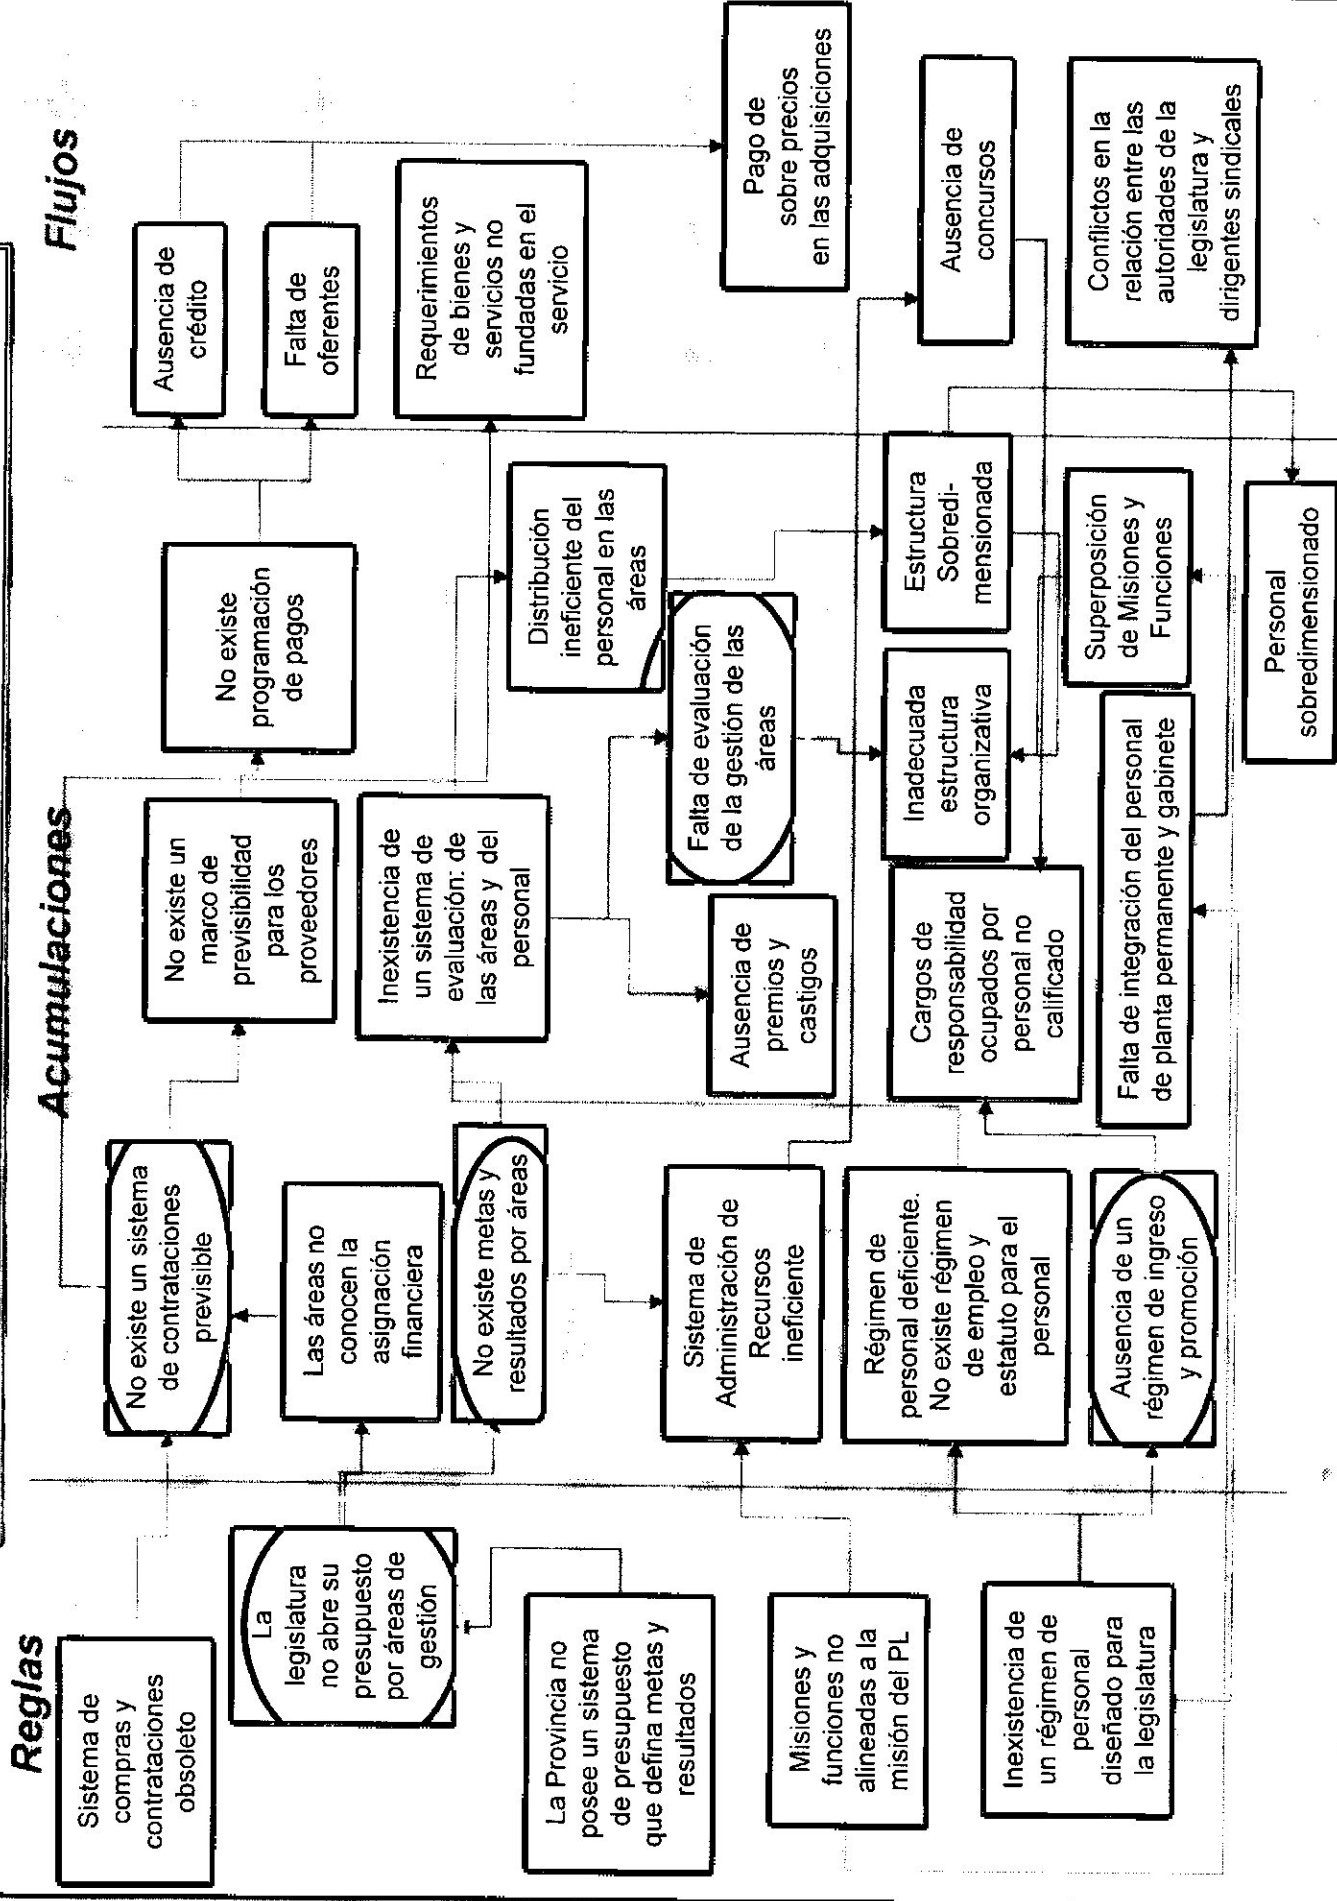 Reglas
Acumulaciones
Flujos
Sistema de
compras y
contrataciones
obsoleto
La
legislatura
no abre su
presupuesto
por áreas de
gestión
La Provincia no
posee un sistema
de presupuesto
que defina metas y
resultados
Misiones y
funciones no
alineadas a la
misión del PL
Inexistencia de
un régimen de
personal
diseñado para
la legislatura
No existe un sistema
de contrataciones
previsible
Las áreas no
conocen la
asignación
financiera
No existe metas y
resultados por áreas
Sistema de
Administración de
Recursos
ineficiente
Régimen de
personal deficiente.
No existe régimen
de empleo y
estatuto para el
personal
Ausencia de un
régimen de ingreso
y promoción
No existe un
marco de
previsibilidad
para los
proveedores
Inexistencia de
un sistema de
evaluación: de
las áreas y del
personal
Ausencia de
premios y
castigos
Cargos de
responsabilidad
ocupados por
personal no
calificado
Falta de integración del personal
de planta permanente y gabinete
No existe
programación
de pagos
Distribución
ineficiente del
personal en las
áreas
Falta de evaluación
de la gestión de las
áreas
Inadecuada
estructura
organizativa
Estructura
Sobredi-
mensionada
Superposición
de Misiones y
Funciones
Personal
sobredimensionado
Ausencia de
crédito
Falta de
oferentes
Requerimientos
de bienes y
servicios no
fundadas en el
servicio
Pago de
sobre precios
en las adquisiciones
Ausencia de
concursos
Conflictos en la
relación entre las
autoridades de la
legislatura y
dirigentes sindicales